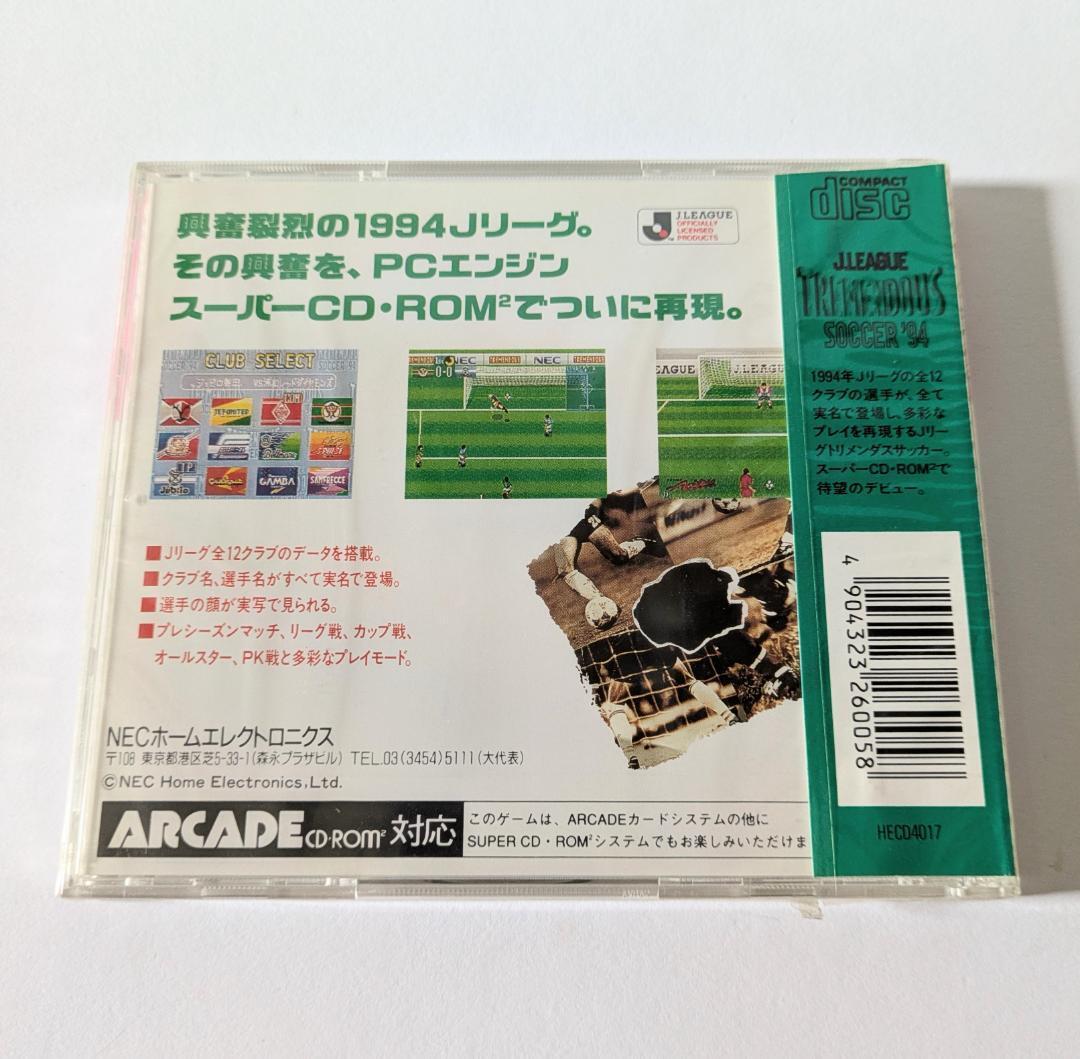 興奮裂烈の1994Jリーグ。
その興奮を、PCエンジン
スーパーCD・ROM²でついに再現。
J.LEAGUE
OFFICIALLY
LICENSED
PRODUCTS
CLUB SELECT
JEFUNITED
1P
Jubilo
GAMBA
SANFRECCE
NEC
TREMENDOUS
NEC
TREMENDOUS
0-0
EAGUE
J.LEAGUE
■Jリーグ全12クラブのデータを搭載。
■クラブ名、選手名がすべて実名で登場。
■選手の顔が実写で見られる。
■プレシーズンマッチ、リーグ戦、カップ戦、
オールスター、PK戦と多彩なプレイモード。
NECホームエレクトロニクス
〒108 東京都港区芝5-33-1(森永プラザビル) TEL.03(3454)5111(大代表)
©NEC Home Electronics,Ltd.
ARCADE CD・ROM² 対応
このゲームは、ARCADEカードシステムの他に
SUPER CD・ROM²システムでもお楽しみいただけま
COMPACT
disc
J.LEAGUE
TREMENDOUS
SOCCER '94
1994年Jリーグの全12
クラブの選手が、全て
実名で登場し、多彩な
プレイを再現するJリー
グトリメンダスサッカー。
スーパーCD・ROM²で
待望のデビュー。
4 904323 260058
HECD4017